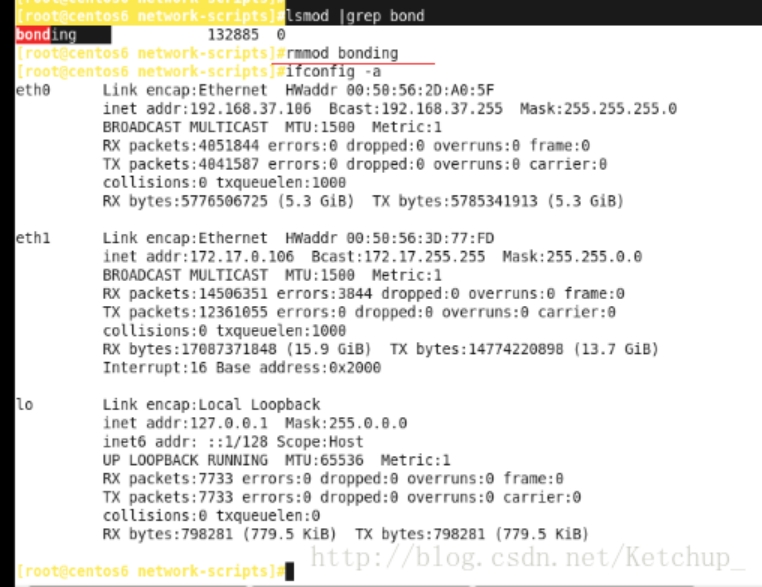 [root@centos6 network-scripts]#lsmod |grep bond
bonding                132885  0
[root@centos6 network-scripts]#rmmod bonding
[root@centos6 network-scripts]#ifconfig -a
eth0      Link encap:Ethernet  HWaddr 00:50:56:2D:A0:5F
          inet addr:192.168.37.106  Bcast:192.168.37.255  Mask:255.255.255.0
          BROADCAST MULTICAST  MTU:1500  Metric:1
          RX packets:4051844 errors:0 dropped:0 overruns:0 frame:0
          TX packets:4041587 errors:0 dropped:0 overruns:0 carrier:0
          collisions:0 txqueuelen:1000
          RX bytes:5776506725 (5.3 GiB)  TX bytes:5785341913 (5.3 GiB)
eth1      Link encap:Ethernet  HWaddr 00:50:56:3D:77:FD
          inet addr:172.17.0.106  Bcast:172.17.255.255  Mask:255.255.0.0
          BROADCAST MULTICAST  MTU:1500  Metric:1
          RX packets:14506351 errors:3844 dropped:0 overruns:0 frame:0
          TX packets:12361055 errors:0 dropped:0 overruns:0 carrier:0
          collisions:0 txqueuelen:1000
          RX bytes:17087371848 (15.9 GiB)  TX bytes:14774220898 (13.7 GiB)
          Interrupt:16 Base address:0x2000
lo        Link encap:Local Loopback
          inet addr:127.0.0.1  Mask:255.0.0.0
          inet6 addr: ::1/128 Scope:Host
          UP LOOPBACK RUNNING  MTU:65536  Metric:1
          RX packets:7733 errors:0 dropped:0 overruns:0 frame:0
          TX packets:7733 errors:0 dropped:0 overruns:0 carrier:0
          collisions:0 txqueuelen:0
          RX bytes:798281 (779.5 KiB)  TX bytes:798281 (779.5 KiB)
http://blog.csdn.net/Ketchup_
[root@centos6 network-scripts]#